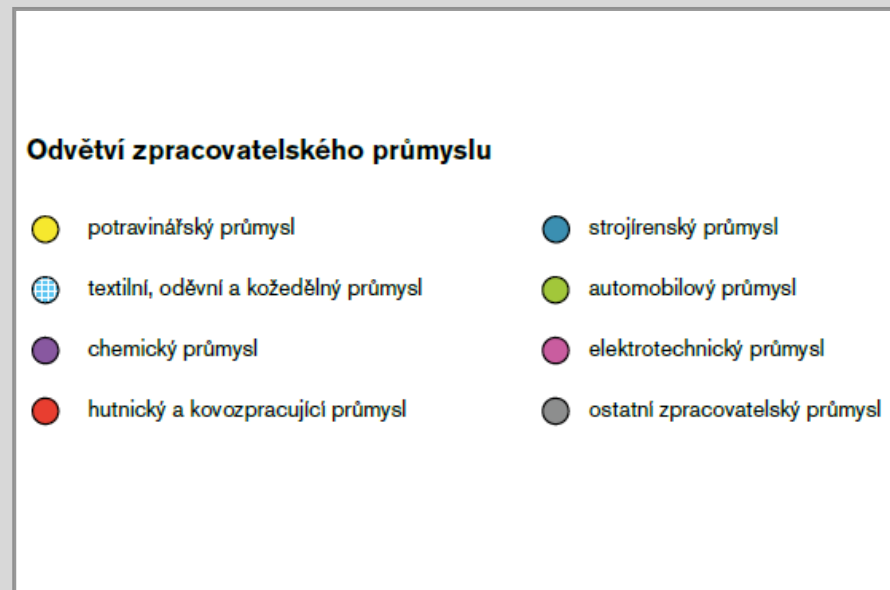 Odvětví zpracovatelského průmyslu
potravinářský průmysl
textilní, oděvní a kožedělný průmysl
chemický průmysl
hutnický a kovozpracující průmysl
strojírenský průmysl
automobilový průmysl
elektrotechnický průmysl
ostatní zpracovatelský průmysl